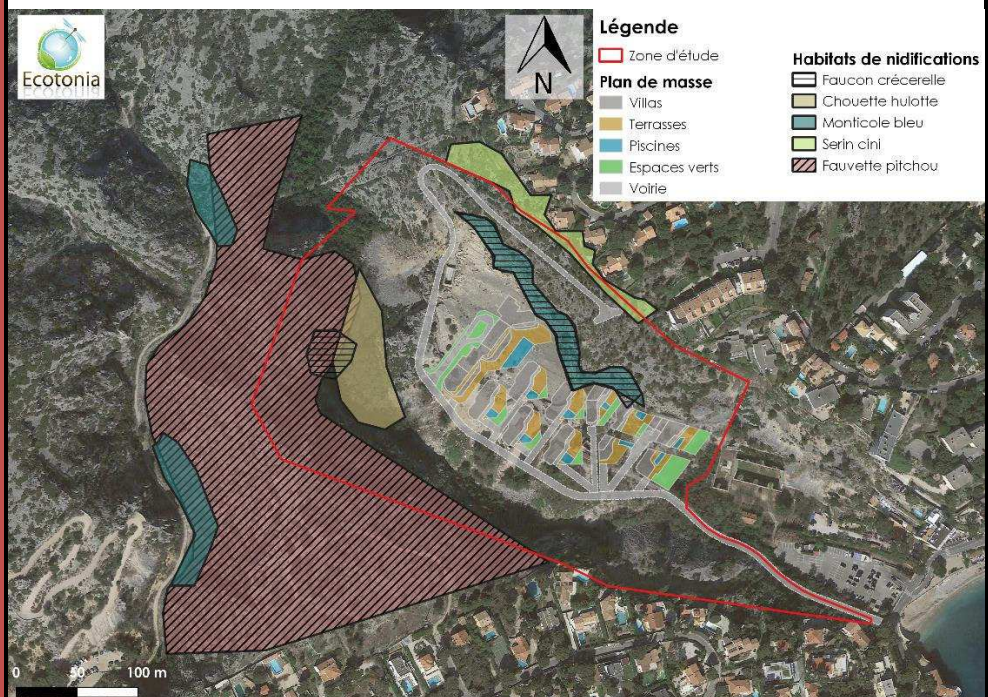 Ecotonia
N
Légende
Zone d'étude
Plan de masse
Villas
Terrasses
Piscines
Espaces verts
Voirie
Habitats de nidifications
Faucon crécerelle
Chouette hulotte
Monticole bleu
Serin cini
Fauvette pitchou
0 50 100 m